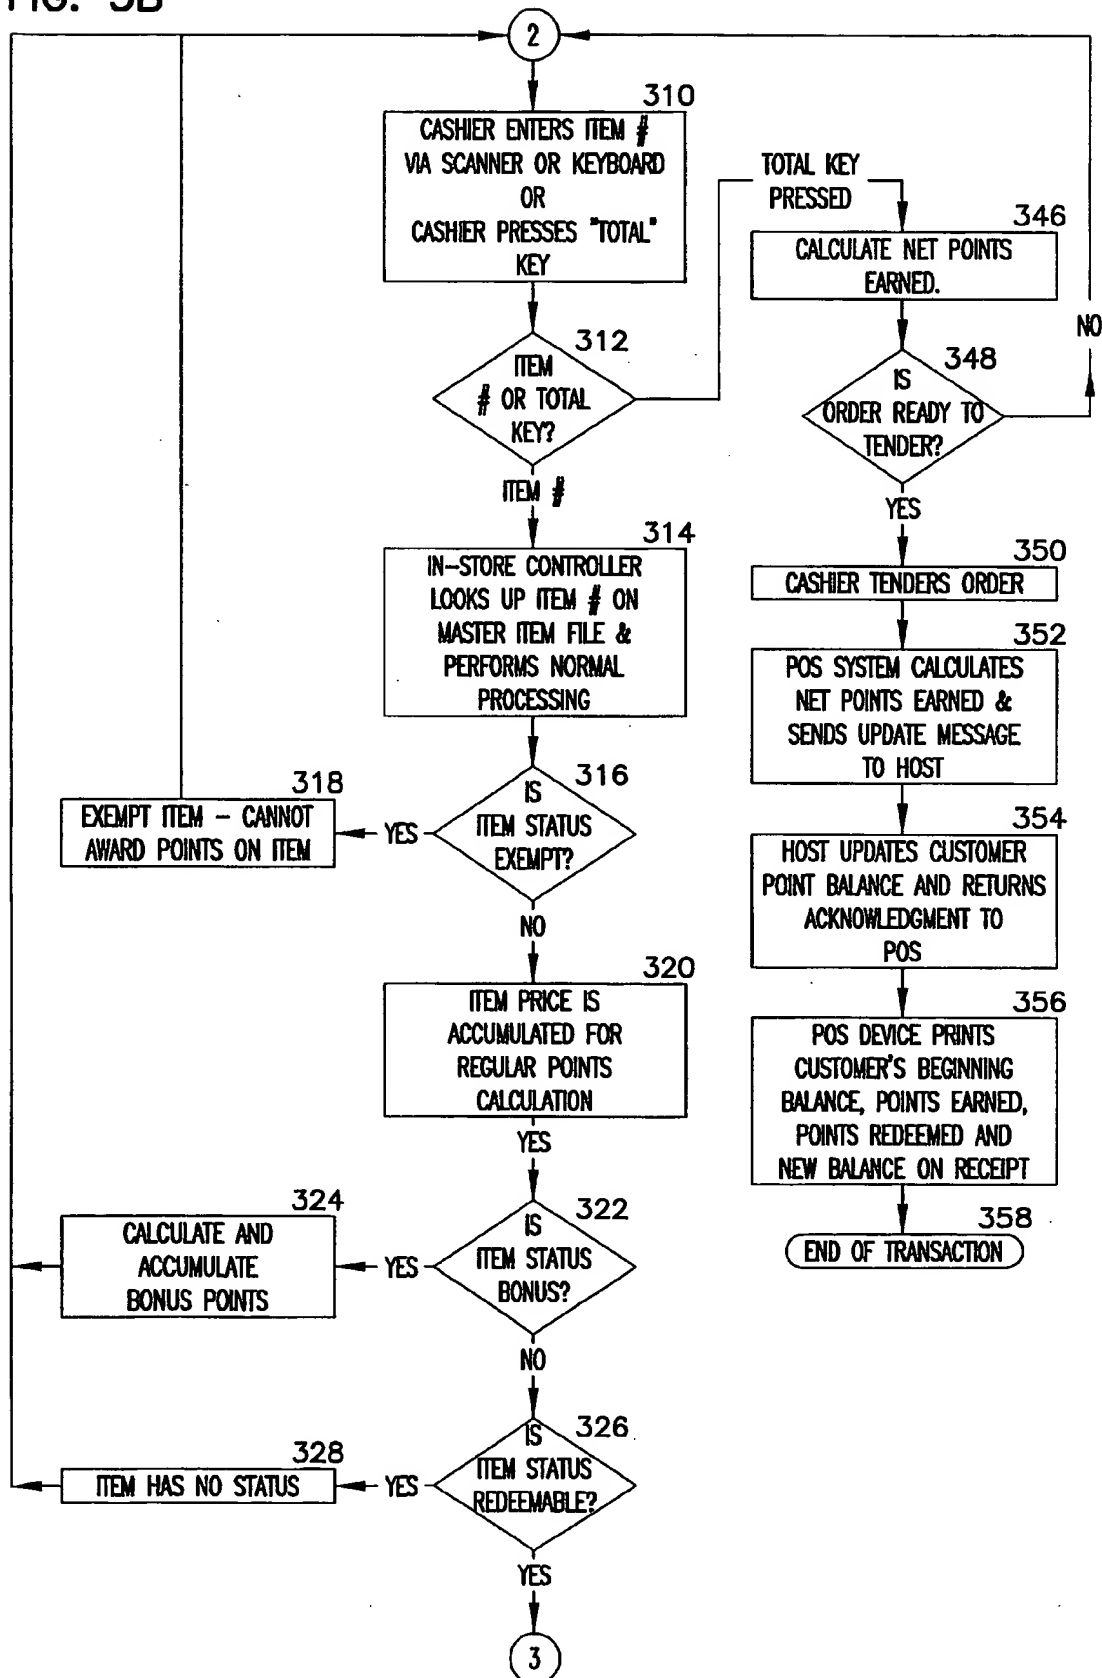 FIG. 3B
2
310
CASHIER ENTERS ITEM #
VIA SCANNER OR KEYBOARD
OR
CASHIER PRESSES "TOTAL"
KEY
312
ITEM
# OR TOTAL
KEY?
ITEM #
314
IN-STORE CONTROLLER
LOOKS UP ITEM # ON
MASTER ITEM FILE &
PERFORMS NORMAL
PROCESSING
316
IS
ITEM STATUS
EXEMPT?
YES
318
EXEMPT ITEM - CANNOT
AWARD POINTS ON ITEM
NO
320
ITEM PRICE IS
ACCUMULATED FOR
REGULAR POINTS
CALCULATION
YES
322
IS
ITEM STATUS
BONUS?
YES
324
CALCULATE AND
ACCUMULATE
BONUS POINTS
NO
326
IS
ITEM STATUS
REDEEMABLE?
YES
328
ITEM HAS NO STATUS
YES
3
TOTAL KEY
PRESSED
346
CALCULATE NET POINTS
EARNED.
348
IS
ORDER READY TO
TENDER?
NO
YES
350
CASHIER TENDERS ORDER
352
POS SYSTEM CALCULATES
NET POINTS EARNED &
SENDS UPDATE MESSAGE
TO HOST
354
HOST UPDATES CUSTOMER
POINT BALANCE AND RETURNS
ACKNOWLEDGMENT TO
POS
356
POS DEVICE PRINTS
CUSTOMER'S BEGINNING
BALANCE, POINTS EARNED,
POINTS REDEEMED AND
NEW BALANCE ON RECEIPT
358
END OF TRANSACTION